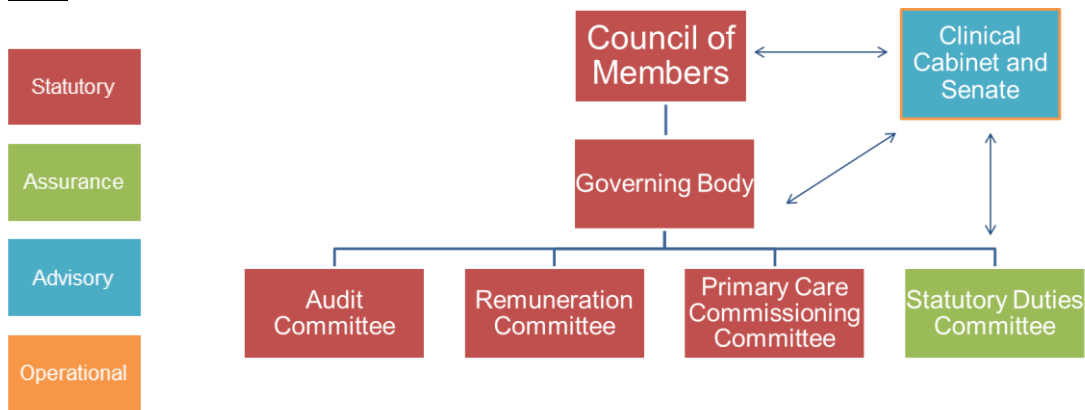 Statutory
Assurance
Advisory
Operational
Council of
Members
Clinical
Cabinet and
Senate
Governing Body
Audit
Committee
Remuneration
Committee
Primary Care
Commissioning
Committee
Statutory Duties
Committee